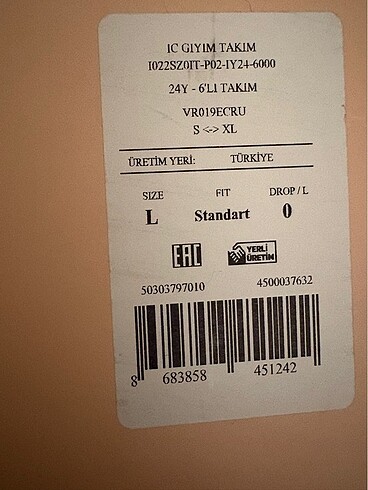 IC GIYIM TAKIM
I022SZ0IT-P02-IY24-6000
24Y - 6'LI TAKIM
VR019ECRU
S <-> XL
ÜRETİM YERİ: TÜRKİYE
SIZE FIT DROP / L
L Standart 0
EAC YERLİ ÜRETİM
50303797010 4500037632
8 683858 451242